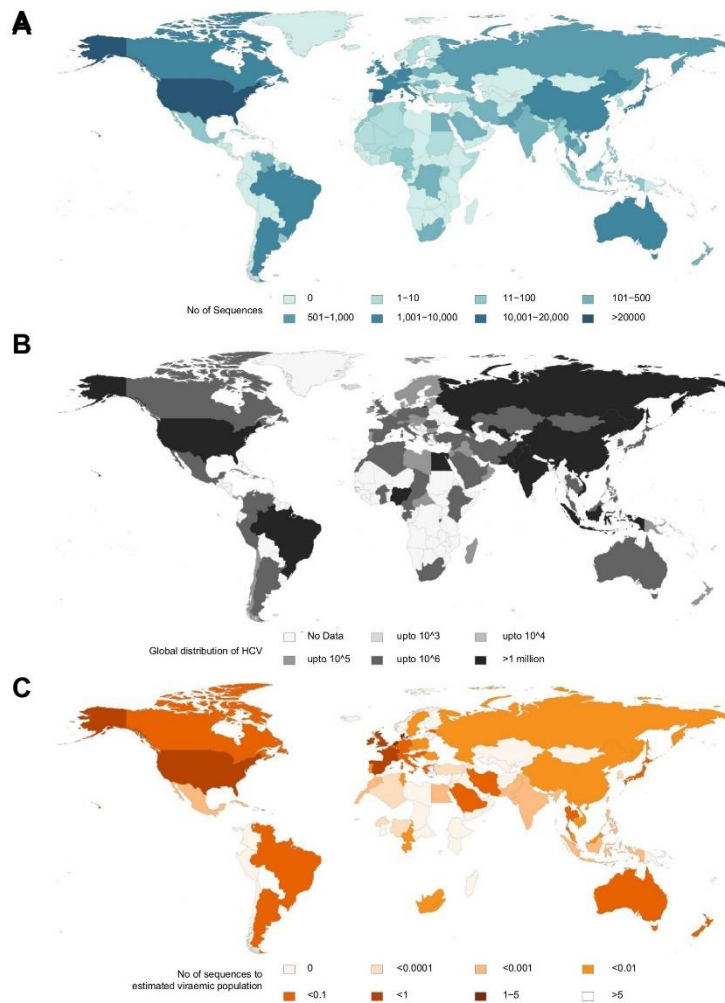 A
0 1−10 11−100 101−500
No of Sequences
501−1,000 1,001−10,000 10,001−20,000 >20000
B
No Data upto 10^3 upto 10^4
Global distribution of HCV
upto 10^5 upto 10^6 >1 million
C
0 <0.0001 <0.001 <0.01
No of sequences to
estimated viraemic population
<0.1 <1 1−5 >5